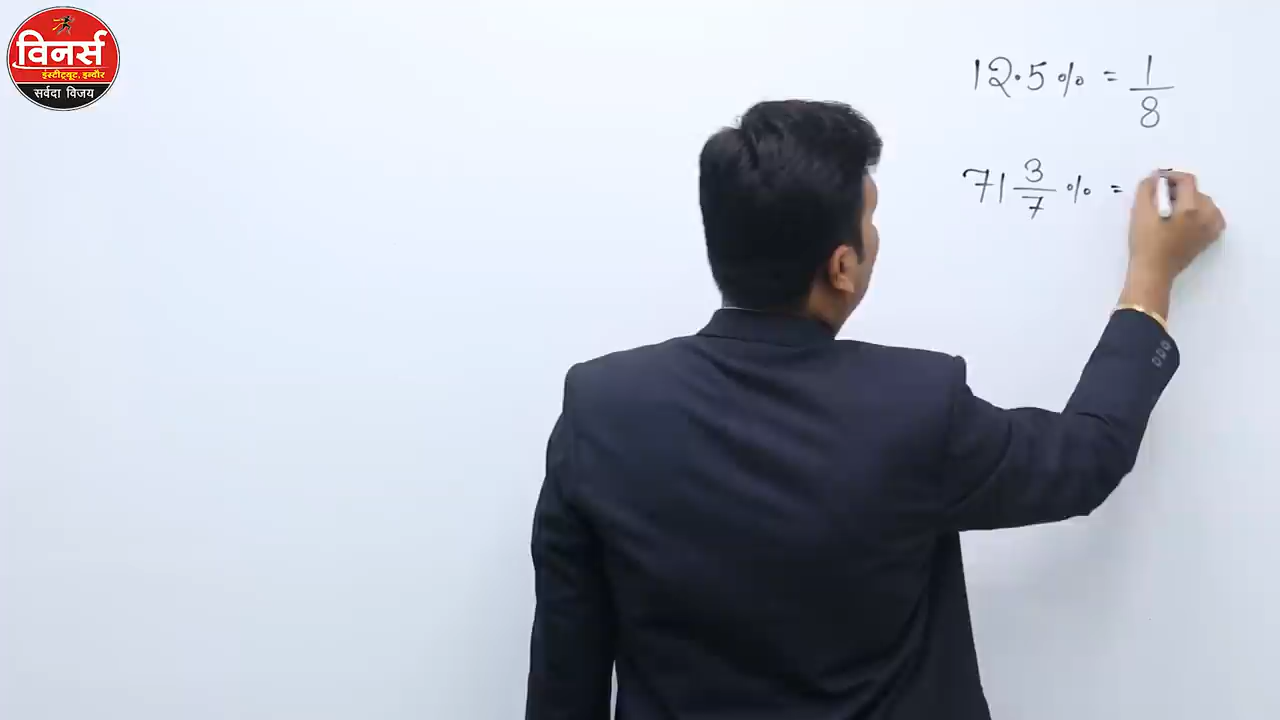 विनर्स
इंस्टीट्यूट, इन्दौर
सर्वदा विजय
12.5% = 1/8
71 3/7 % =